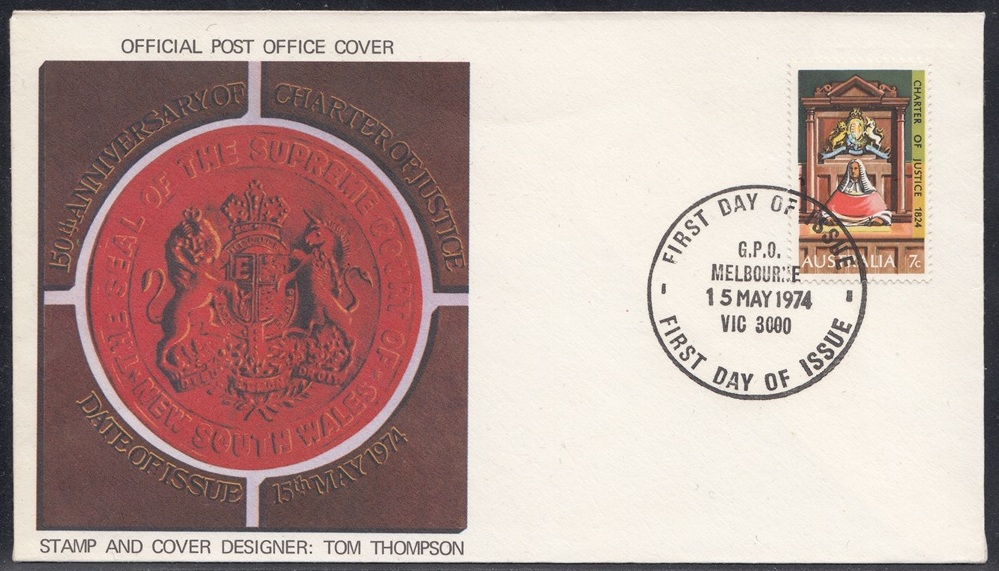 OFFICIAL POST OFFICE COVER
150th ANNIVERSARY OF
CHARTER OF JUSTICE
THE SEAL OF THE SUPREME COURT OF
NEW SOUTH WALES
DATE OF ISSUE
15th MAY 1974
STAMP AND COVER DESIGNER: TOM THOMPSON
CHARTER OF JUSTICE 1824
AUSTRALIA 7c
FIRST DAY OF ISSUE
G.P.O.
MELBOURNE
15 MAY 1974
VIC 3000
FIRST DAY OF ISSUE